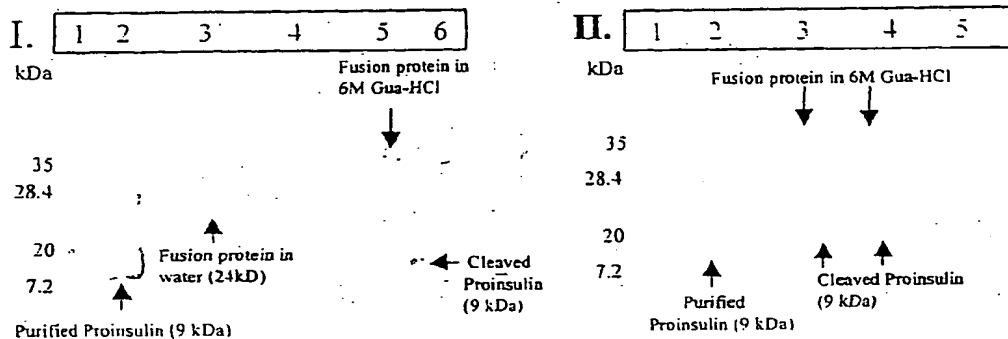 I.
1 2 3 4 5 6
kDa
Fusion protein in
6M Gua-HCl
35
28.4
20
7.2
Fusion protein in
water (24kD)
Cleaved
Proinsulin
(9 kDa)
Purified Proinsulin (9 kDa)
II.
1 2 3 4 5
kDa
Fusion protein in 6M Gua-HCl
35
28.4
20
7.2
Purified
Proinsulin (9 kDa)
Cleaved Proinsulin
(9 kDa)